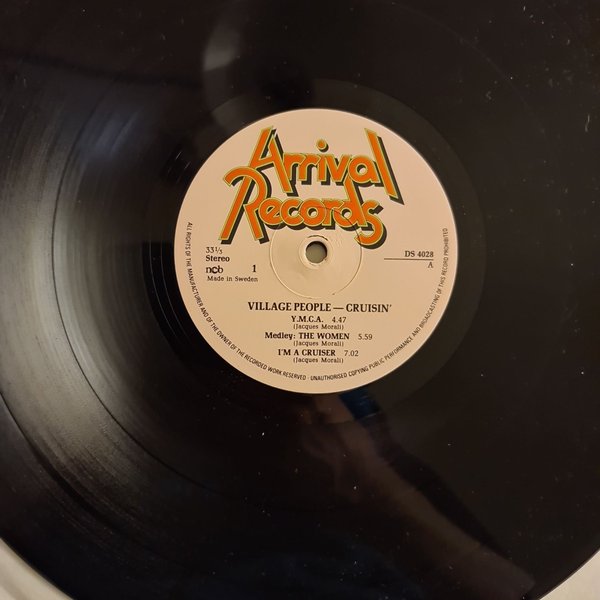 Arrival
Records
33⅓
Stereo
DS 4028
ncb
1
A
Made in Sweden
VILLAGE PEOPLE — CRUISIN'
Y.M.C.A. 4.47
(Jacques Morali)
Medley: THE WOMEN 5.59
(Jacques Morali)
I'M A CRUISER 7.02
(Jacques Morali)
ALL RIGHTS OF THE MANUFACTURER AND OF THE OWNER OF THE RECORDED WORK RESERVED · UNAUTHORISED COPYING PUBLIC PERFORMANCE AND BROADCASTING OF THIS RECORD PROHIBITED